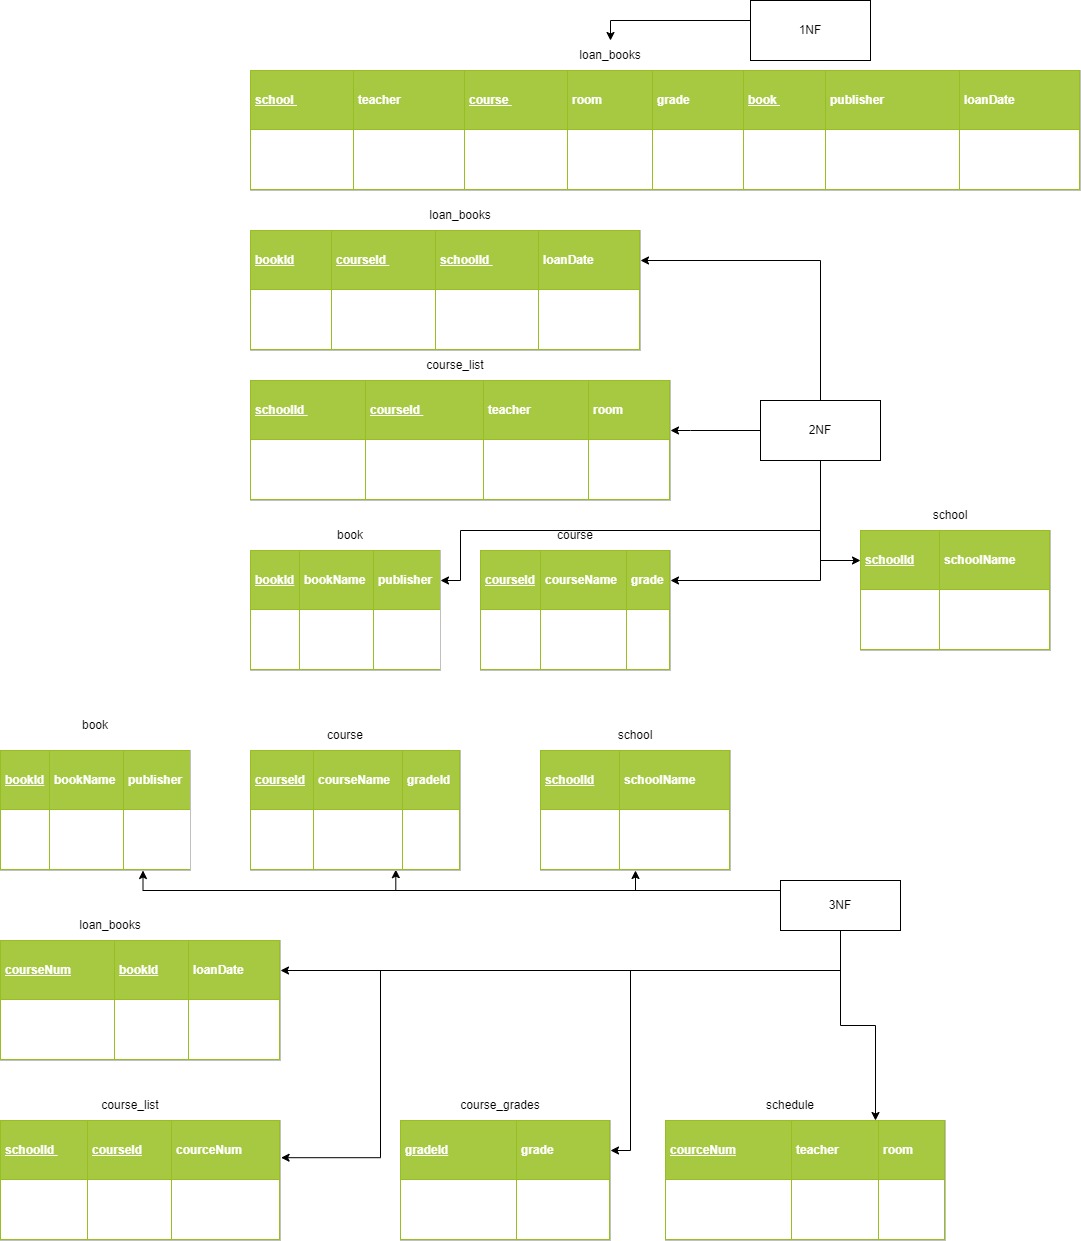 1NF
loan_books
school teacher course room grade book publisher loanDate
loan_books
bookId courseId schoolId loanDate
course_list
schoolId courseId teacher room
2NF
school
book course
schoolId schoolName
bookId bookName publisher courseId courseName grade
book
course school
bookId bookName publisher courseId courseName gradeId schoolId schoolName
3NF
loan_books
courseNum bookId loanDate
course_list course_grades schedule
schoolId courseId courceNum gradeId grade courceNum teacher room